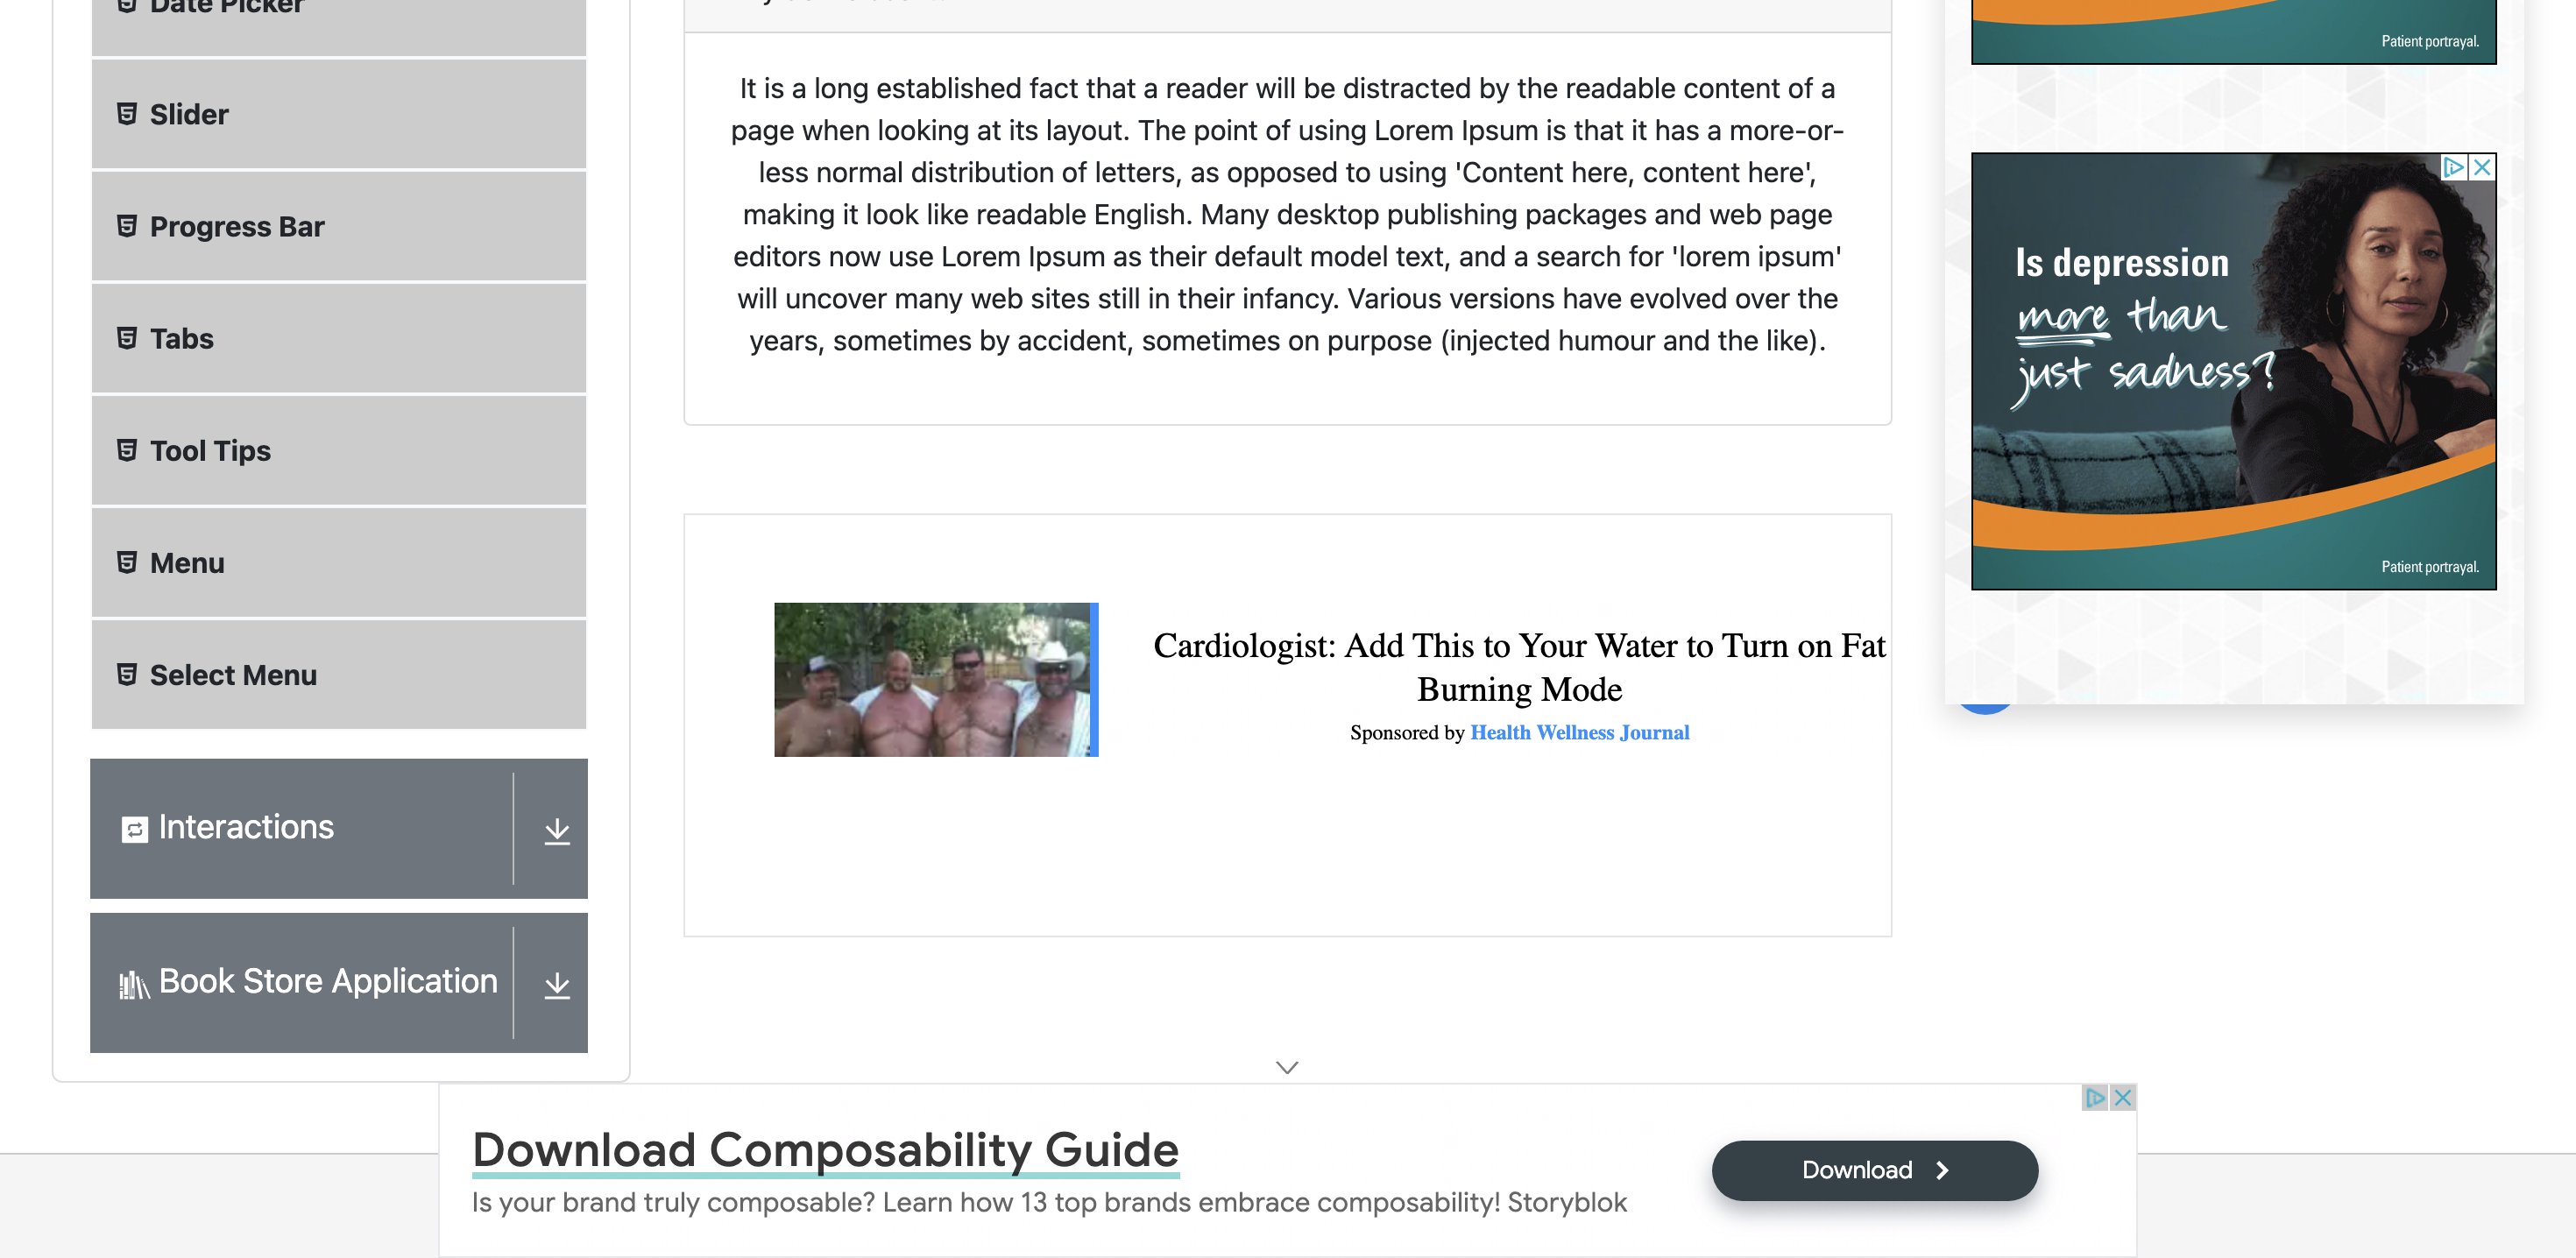 Date Picker
Slider
Progress Bar
Tabs
Tool Tips
Menu
Select Menu
Interactions
Book Store Application
It is a long established fact that a reader will be distracted by the readable content of a
page when looking at its layout. The point of using Lorem Ipsum is that it has a more-or-
less normal distribution of letters, as opposed to using 'Content here, content here',
making it look like readable English. Many desktop publishing packages and web page
editors now use Lorem Ipsum as their default model text, and a search for 'lorem ipsum'
will uncover many web sites still in their infancy. Various versions have evolved over the
years, sometimes by accident, sometimes on purpose (injected humour and the like).
Cardiologist: Add This to Your Water to Turn on Fat
Burning Mode
Sponsored by Health Wellness Journal
Patient portrayal.
Is depression
more than
just sadness?
Patient portrayal.
Download Composability Guide
Is your brand truly composable? Learn how 13 top brands embrace composability! Storyblok
Download